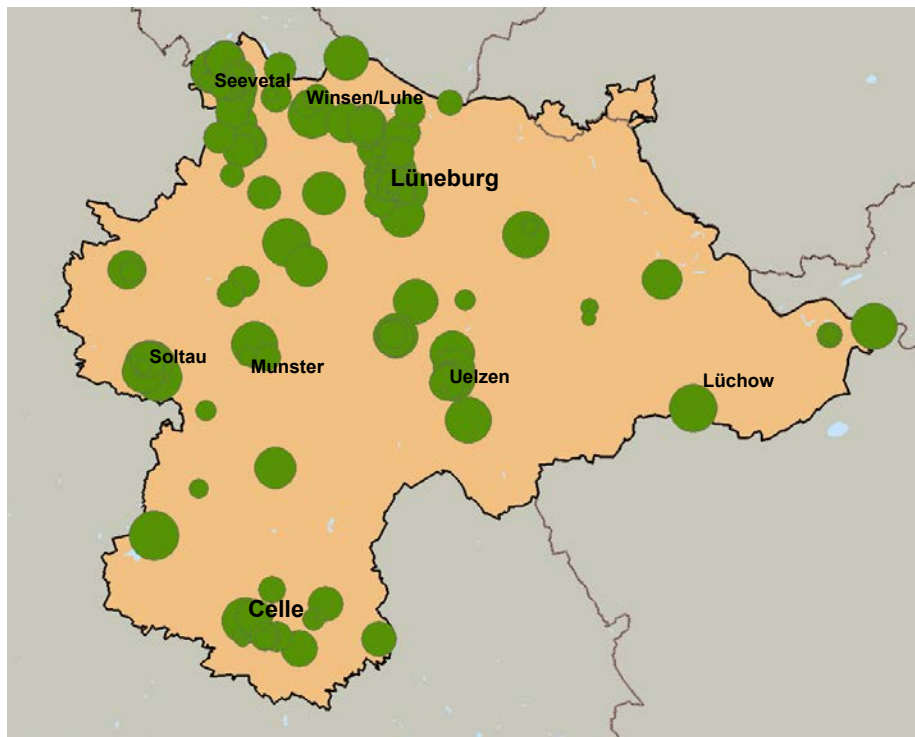 Seevetal
Winsen/Luhe
Lüneburg
Soltau
Munster
Uelzen
Lüchow
Celle